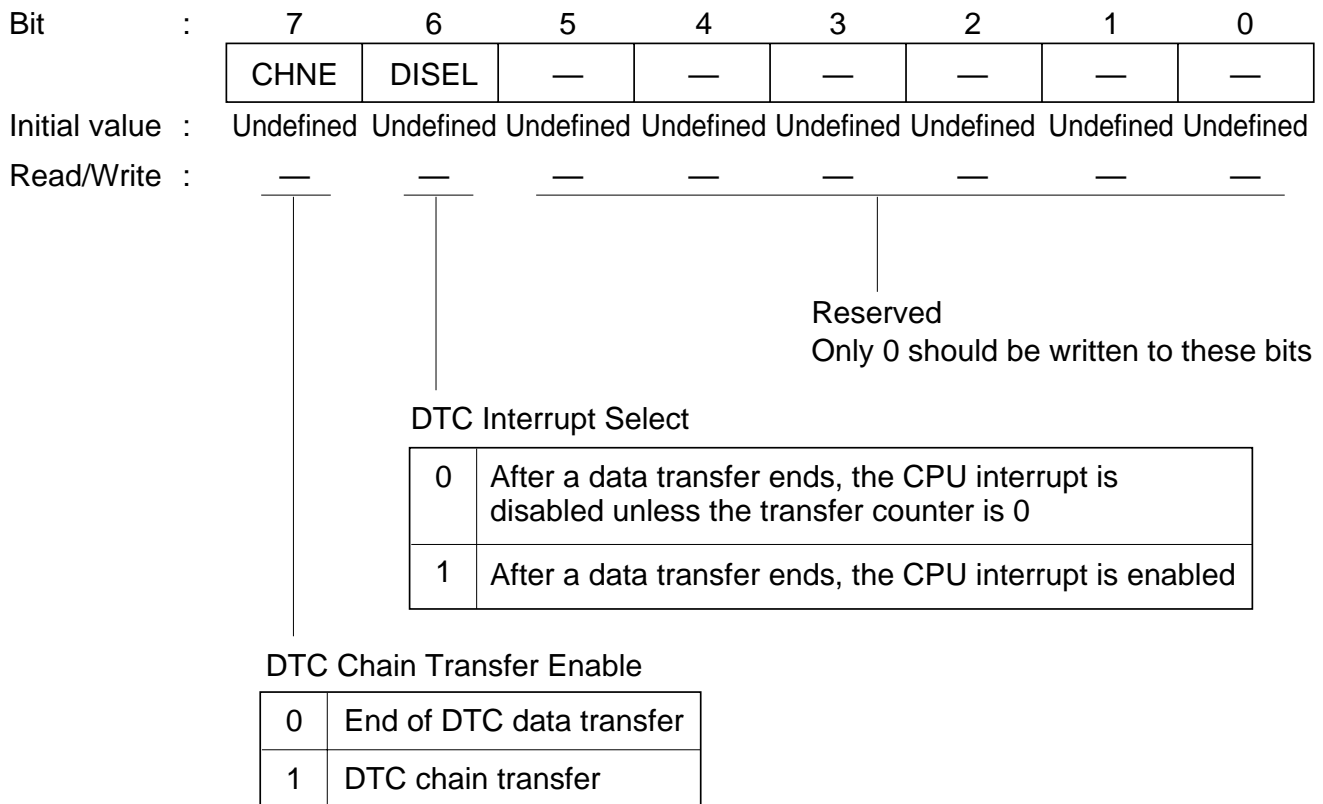 Bit : 7 6 5 4 3 2 1 0
CHNE DISEL — — — — — —
Initial value : Undefined Undefined Undefined Undefined Undefined Undefined Undefined Undefined
Read/Write : — — — — — — — —
Reserved
Only 0 should be written to these bits
DTC Interrupt Select
0 After a data transfer ends, the CPU interrupt is
disabled unless the transfer counter is 0
1 After a data transfer ends, the CPU interrupt is enabled
DTC Chain Transfer Enable
0 End of DTC data transfer
1 DTC chain transfer